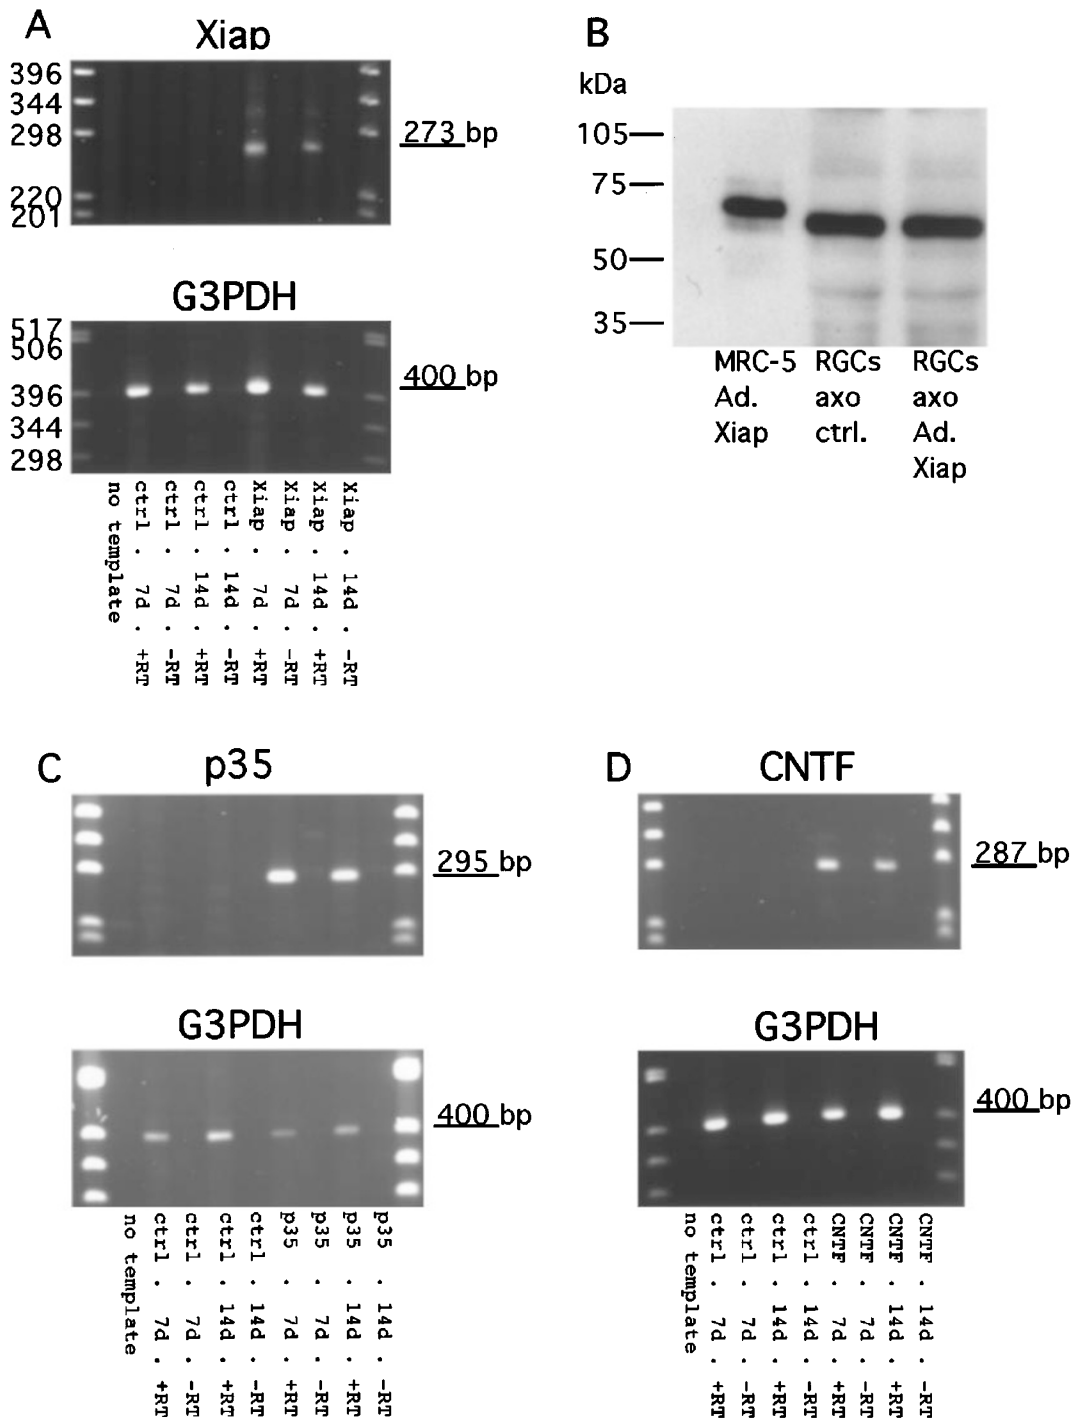 A
Xiap
396
344
298
220
201
273 bp
G3PDH
517
506
396
344
298
400 bp
no template
ctrl. 7d. +RT
ctrl. 7d. -RT
ctrl. 14d. +RT
ctrl. 14d. -RT
Xiap. 7d. +RT
Xiap. 7d. -RT
Xiap. 14d. +RT
Xiap. 14d. -RT
B
kDa
105
75
50
35
MRC-5 Ad. Xiap
RGCs axo ctrl.
RGCs axo Ad. Xiap
C
p35
295 bp
G3PDH
400 bp
no template
ctrl. 7d. +RT
ctrl. 7d. -RT
ctrl. 14d. +RT
ctrl. 14d. -RT
p35 . 7d. +RT
p35 . 7d. -RT
p35 . 14d. +RT
p35 . 14d. -RT
D
CNTF
287 bp
G3PDH
400 bp
no template
ctrl. 7d. +RT
ctrl. 7d. -RT
ctrl. 14d. +RT
ctrl. 14d. -RT
CNTF. 7d. +RT
CNTF. 7d. -RT
CNTF. 14d. +RT
CNTF. 14d. -RT